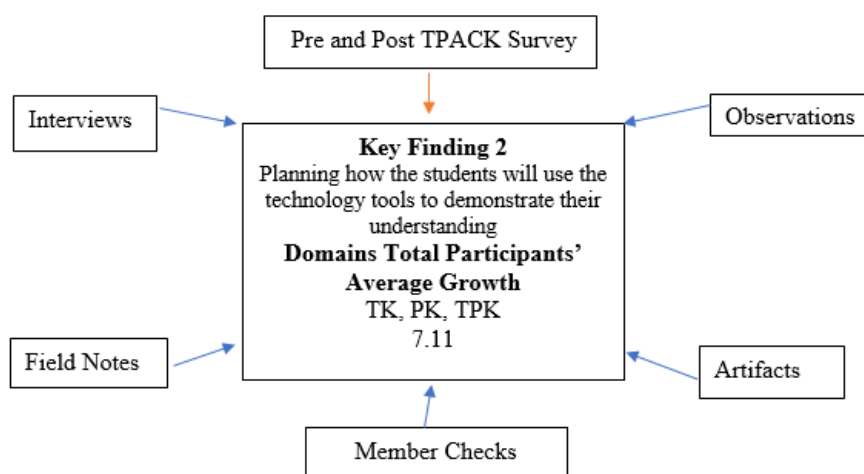 Pre and Post TPACK Survey
Interviews
Observations
Key Finding 2
Planning how the students will use the
technology tools to demonstrate their
understanding
Domains Total Participants’
Average Growth
TK, PK, TPK
7.11
Field Notes
Artifacts
Member Checks